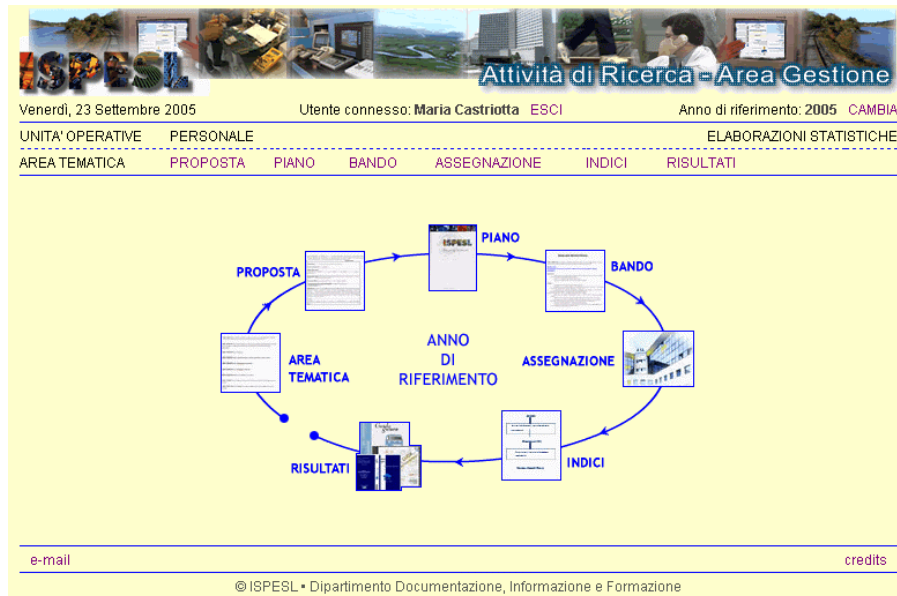 ISPESL
Attività di Ricerca - Area Gestione
Venerdì, 23 Settembre 2005 Utente connesso: Maria Castriotta ESCI Anno di riferimento: 2005 CAMBIA
UNITA' OPERATIVE PERSONALE ELABORAZIONI STATISTICHE
AREA TEMATICA PROPOSTA PIANO BANDO ASSEGNAZIONE INDICI RISULTATI
ISPESL
PIANO
PROPOSTA
BANDO
ANNO
DI
RIFERIMENTO
AREA
TEMATICA
ASSEGNAZIONE
RISULTATI
INDICI
e-mail credits
© ISPESL • Dipartimento Documentazione, Informazione e Formazione